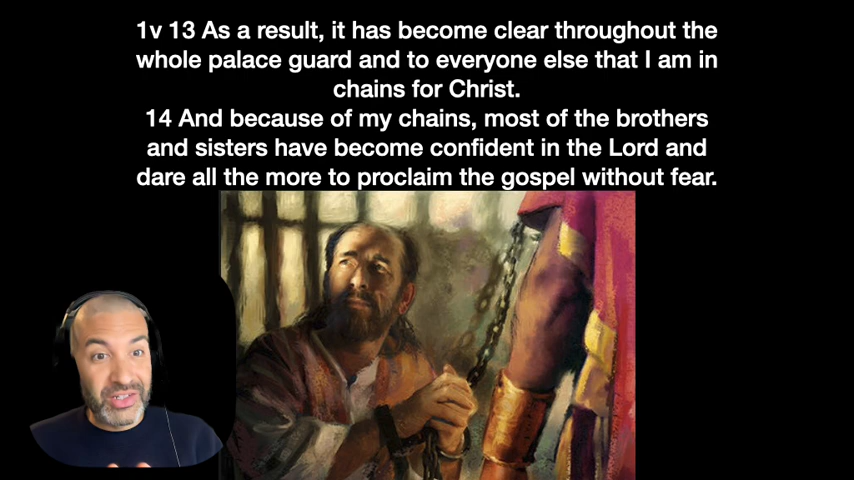 1v 13 As a result, it has become clear throughout the
whole palace guard and to everyone else that I am in
chains for Christ.
14 And because of my chains, most of the brothers
and sisters have become confident in the Lord and
dare all the more to proclaim the gospel without fear.